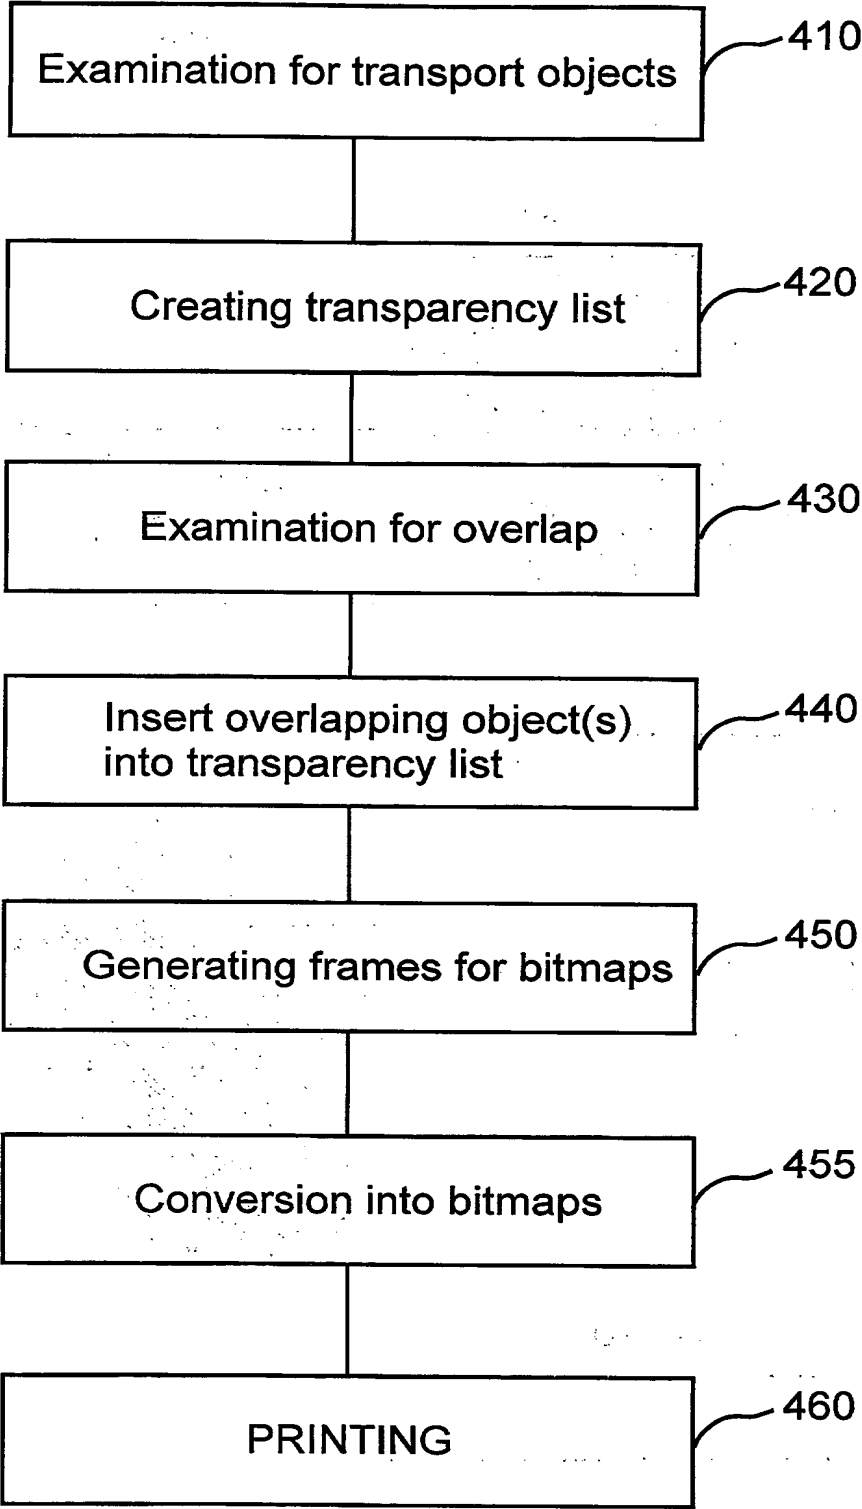 Examination for transport objects
410
Creating transparency list
420
Examination for overlap
430
Insert overlapping object(s)
into transparency list
440
Generating frames for bitmaps
450
Conversion into bitmaps
455
PRINTING
460